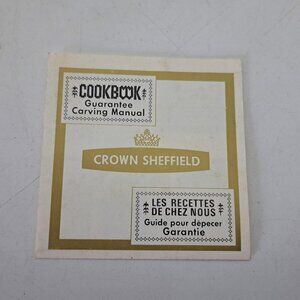 COOKBOOK
Guarantee
Carving Manual
CROWN SHEFFIELD
LES RECETTES
DE CHEZ NOUS
Guide pour dépecer
Garantie